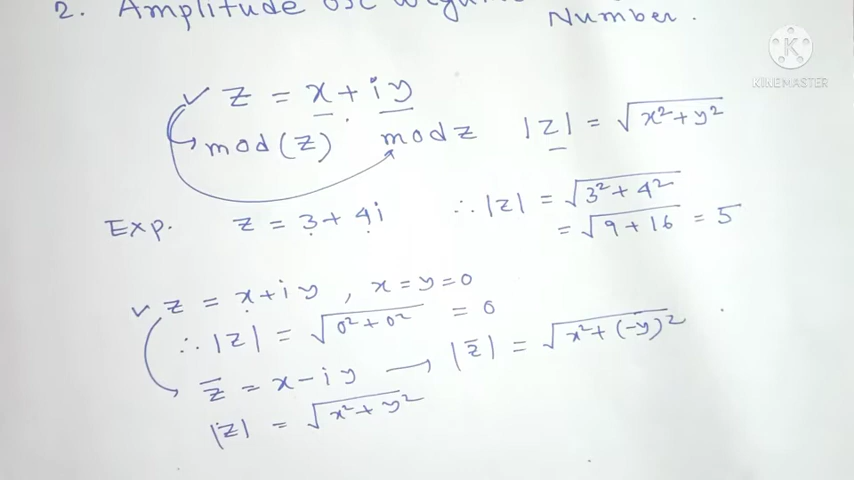 2. Amplitude
Number.
KINEMASTER
✓ z = x + iy
mod(z) mod z |z| = √x²+y²
Exp. z = 3 + 4i ∴ |z| = √3²+4²
= √9+16 = 5
✓ z = x+iy , x = y = 0
∴ |z| = √0²+0² = 0
z̄ = x-iy → |z̄| = √x²+(-y)²
|z| = √x²+y²